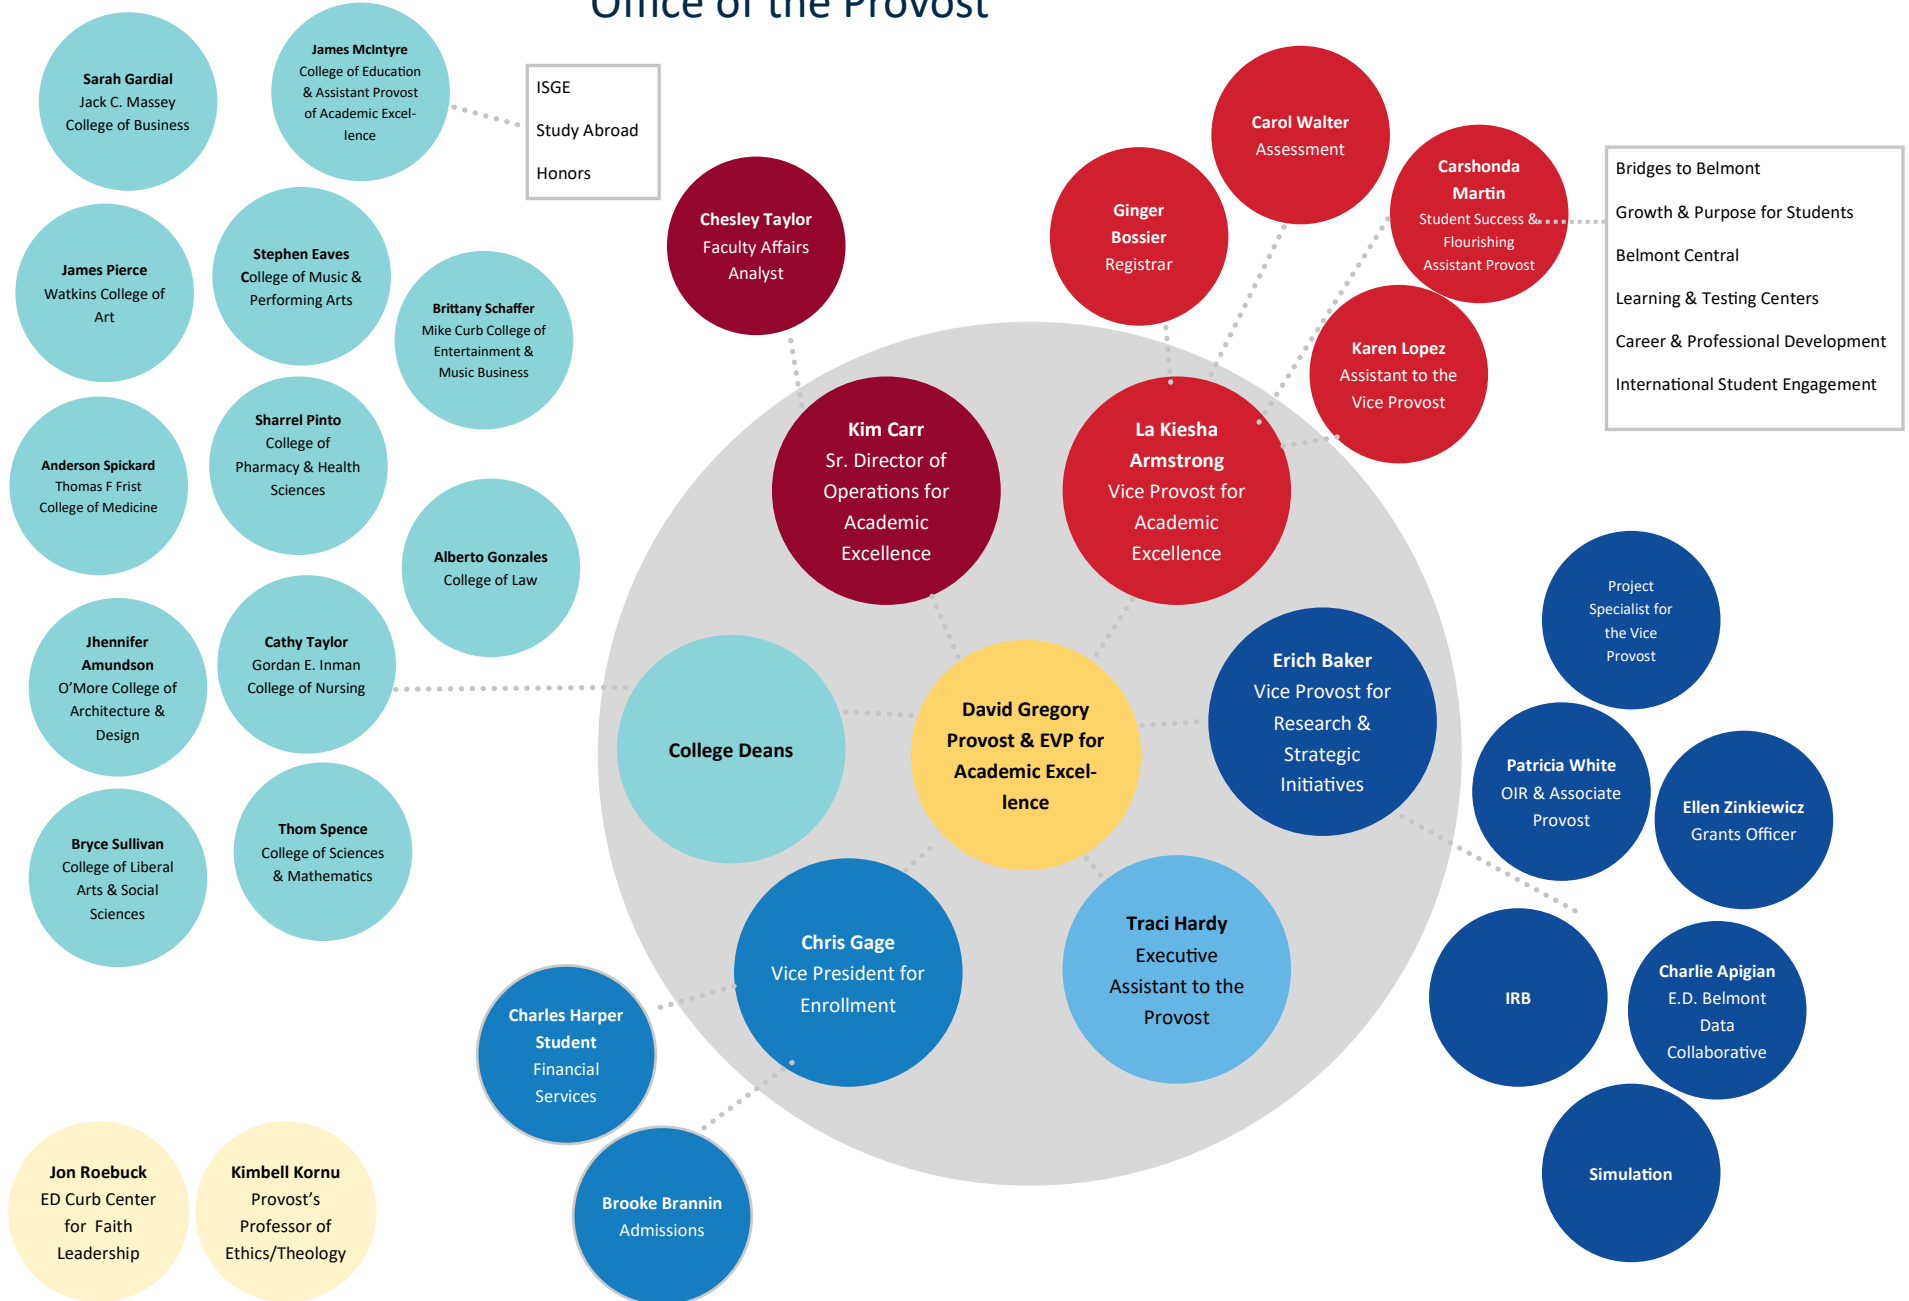 Office of the Provost
Sarah Gardial
Jack C. Massey
College of Business
James McIntyre
College of Education
& Assistant Provost
of Academic Excel-
lence
ISGE
Study Abroad
Honors
James Pierce
Watkins College of
Art
Stephen Eaves
College of Music &
Performing Arts
Brittany Schaffer
Mike Curb College of
Entertainment &
Music Business
Anderson Spickard
Thomas F Frist
College of Medicine
Sharrel Pinto
College of
Pharmacy & Health
Sciences
Alberto Gonzales
College of Law
Jhennifer
Amundson
O'More College of
Architecture &
Design
Cathy Taylor
Gordan E. Inman
College of Nursing
Bryce Sullivan
College of Liberal
Arts & Social
Sciences
Thom Spence
College of Sciences
& Mathematics
Jon Roebuck
ED Curb Center
for Faith
Leadership
Kimbell Kornu
Provost's
Professor of
Ethics/Theology
Chesley Taylor
Faculty Affairs
Analyst
Kim Carr
Sr. Director of
Operations for
Academic
Excellence
College Deans
David Gregory
Provost & EVP for
Academic Excel-
lence
Chris Gage
Vice President for
Enrollment
Charles Harper
Student
Financial
Services
Brooke Brannin
Admissions
Traci Hardy
Executive
Assistant to the
Provost
La Kiesha
Armstrong
Vice Provost for
Academic
Excellence
Ginger
Bossier
Registrar
Carol Walter
Assessment
Carshonda
Martin
Student Success &
Flourishing
Assistant Provost
Karen Lopez
Assistant to the
Vice Provost
Bridges to Belmont
Growth & Purpose for Students
Belmont Central
Learning & Testing Centers
Career & Professional Development
International Student Engagement
Erich Baker
Vice Provost for
Research &
Strategic
Initiatives
Project
Specialist for
the Vice
Provost
Patricia White
OIR & Associate
Provost
Ellen Zinkiewicz
Grants Officer
IRB
Charlie Apigian
E.D. Belmont
Data
Collaborative
Simulation